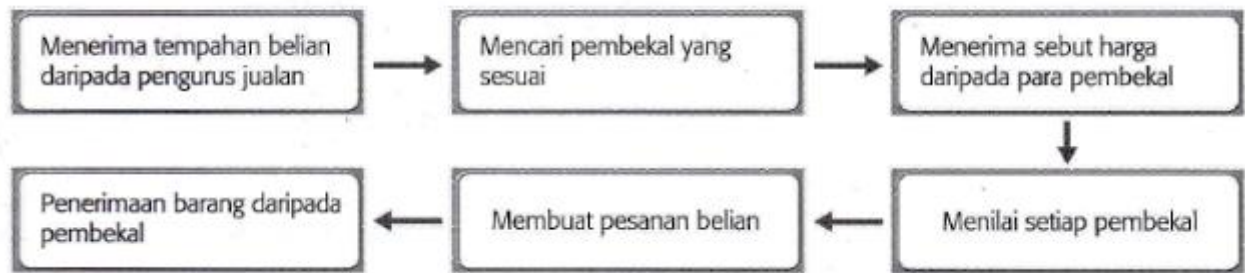 Menerima tempahan belian
daripada pengurus jualan
Mencari pembekal yang
sesuai
Menerima sebut harga
daripada para pembekal
Menilai setiap pembekal
Membuat pesanan belian
Penerimaan barang daripada
pembekal